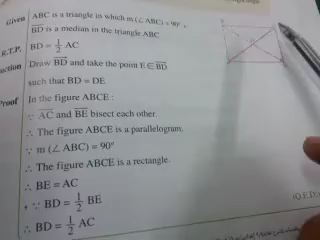 Given ABC is a triangle in which m (∠ ABC) = 90° ,
BD is a median in the triangle ABC
R.T.P. BD = 1/2 AC
uction Draw BD and take the point E ∈ BD
such that BD = DE
Proof In the figure ABCE :
∵ AC and BE bisect each other.
∴ The figure ABCE is a parallelogram.
∵ m (∠ ABC) = 90°
∴ The figure ABCE is a rectangle.
∴ BE = AC
, ∵ BD = 1/2 BE
∴ BD = 1/2 AC
(Q.E.D.)